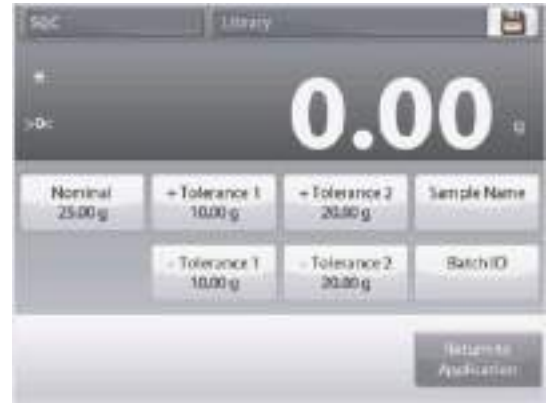 SQC
Library
>0<
0.00 g
Nominal
25.00 g
+ Tolerance 1
10.00 g
+ Tolerance 2
20.00 g
Sample Name
- Tolerance 1
10.00 g
- Tolerance 2
20.00 g
Batch ID
Return to
Application